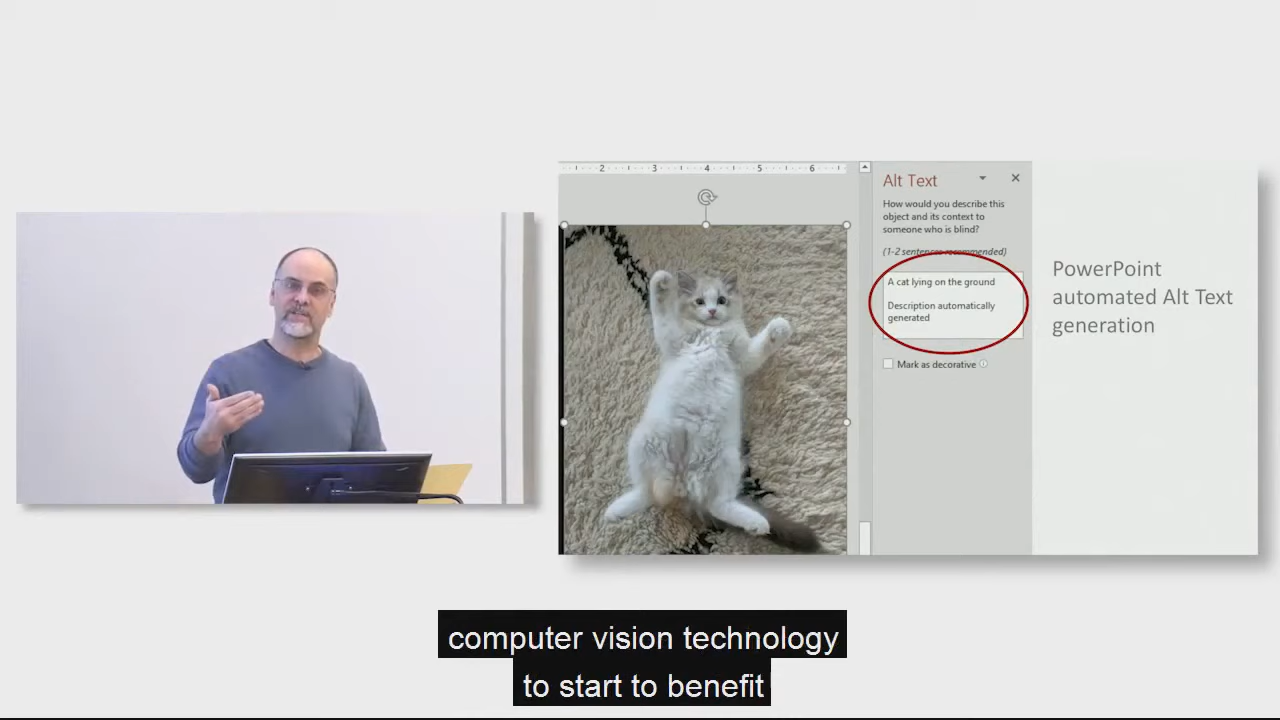 2 3 4 5 6
Alt Text
How would you describe this
object and its context to
someone who is blind?
(1-2 sentences recommended)
A cat lying on the ground
Description automatically
generated
Mark as decorative
PowerPoint
automated Alt Text
generation
computer vision technology
to start to benefit